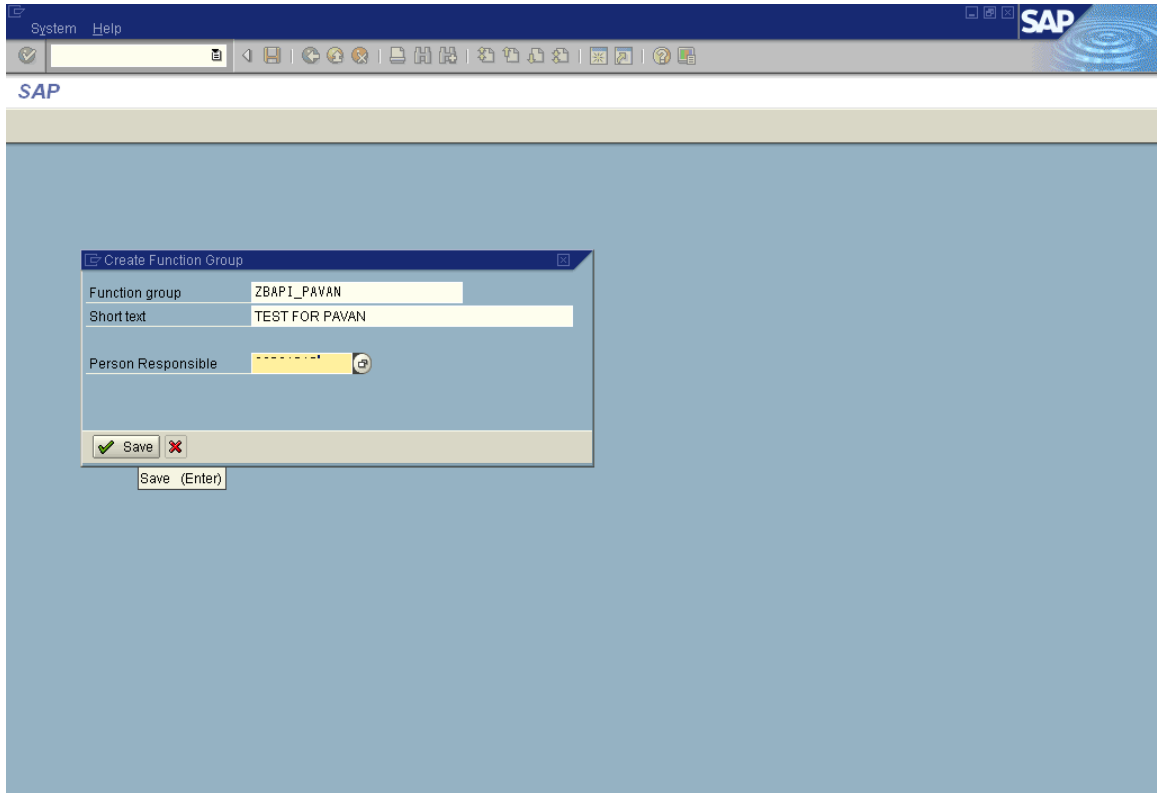 System Help
SAP
SAP
Create Function Group
Function group ZBAPI_PAVAN
Short text TEST FOR PAVAN
Person Responsible
Save
Save (Enter)